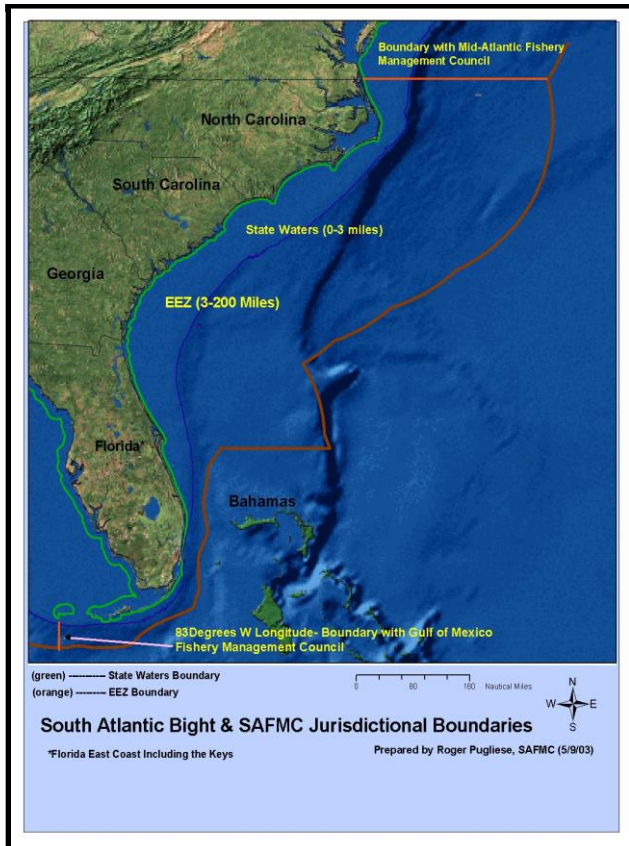 Boundary with Mid-Atlantic Fishery
Management Council
North Carolina
South Carolina
State Waters (0-3 miles)
Georgia
EEZ (3-200 Miles)
Florida*
Bahamas
83Degrees W Longitude- Boundary with Gulf of Mexico
Fishery Management Council
(green) ---------- State Waters Boundary
(orange) --------- EEZ Boundary
0 80 160 Nautical Miles
N
W E
S
South Atlantic Bight & SAFMC Jurisdictional Boundaries
*Florida East Coast Including the Keys
Prepared by Roger Pugliese, SAFMC (5/9/03)